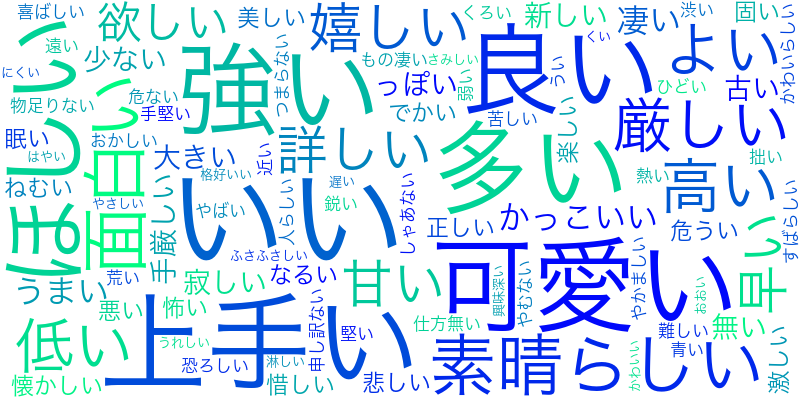 喜ばしい
欲しい
美しい
嬉しい
くろい
新しい
凄い
渋い
固い
遠い
少ない
つまらない
強い
もの凄い
さみしい
良い
くい
よい
かわいらしい
にくい
ほしい
物足りない
面白い
危ない
手堅い
っぽい
弱い
うい
ひどい
古い
眠い
おかしい
でかい
苦しい
楽しい
厳しい
はやい
大きい
近い
詳しい
多い
拙い
ねむい
格好いい
遅い
いい
熱い
高い
やさしい
手厳しい
やばい
人らしい
鋭い
しゃあない
正しい
かっこいい
危うい
すばらしい
ふさふさしい
荒い
うまい
寂しい
なるい
甘い
興味深い
やむない
可愛い
やかましい
おおい
早い
悪い
怖い
上手い
申し訳ない
堅い
仕方無い
難しい
無い
低い
うれしい
恐ろしい
淋しい
素晴らしい
青い
激しい
懐かしい
惜しい
悲しい
かわいい